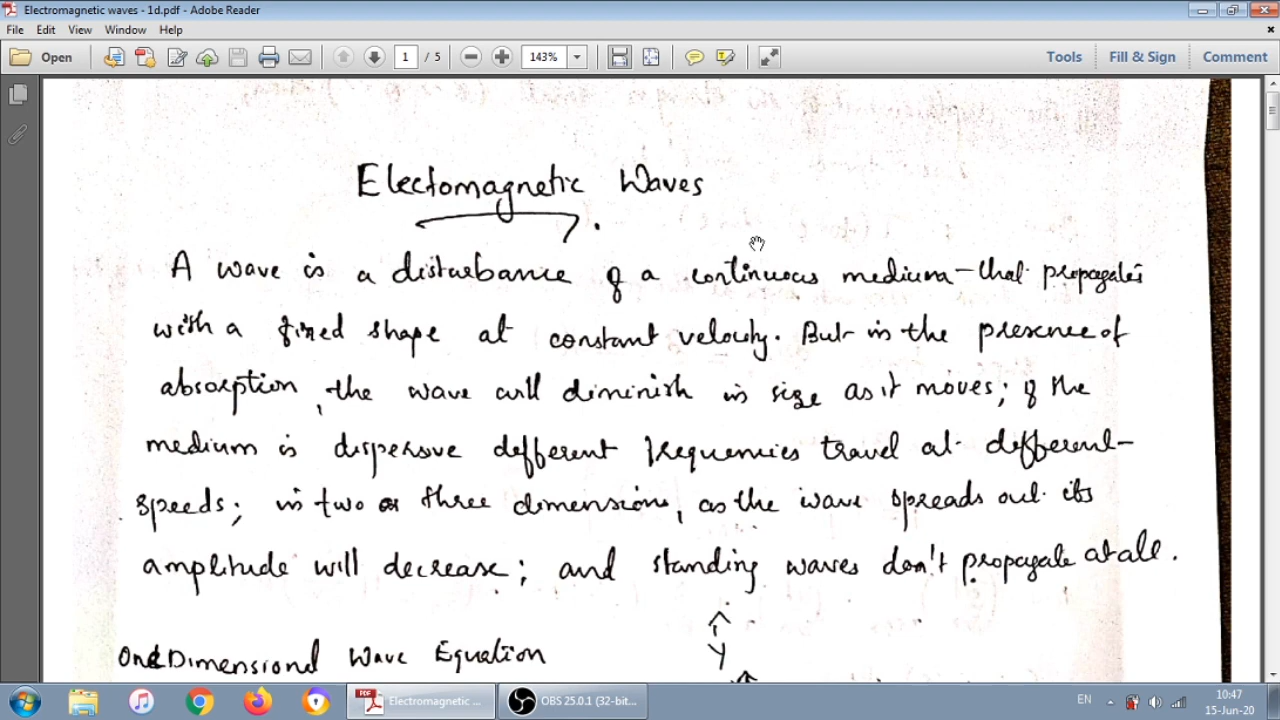 Electromagnetic waves - 1d.pdf - Adobe Reader
File Edit View Window Help
Open 1 / 5 143% Tools Fill & Sign Comment
Electomagnetic Waves
A wave is a disturbance of a continuous medium that propagates
with a fixed shape at constant velocity. But in the presence of
absorption, the wave will diminish in size as it moves; if the
medium is dispersive different frequencies travel at different
speeds; in two or three dimensions, as the wave spreads out its
amplitude will decrease; and standing waves don't propagate at all.
Y
One Dimensional Wave Equation
Electromagnetic ... OBS 25.0.1 (32-bit... EN 10:47
15-Jun-20